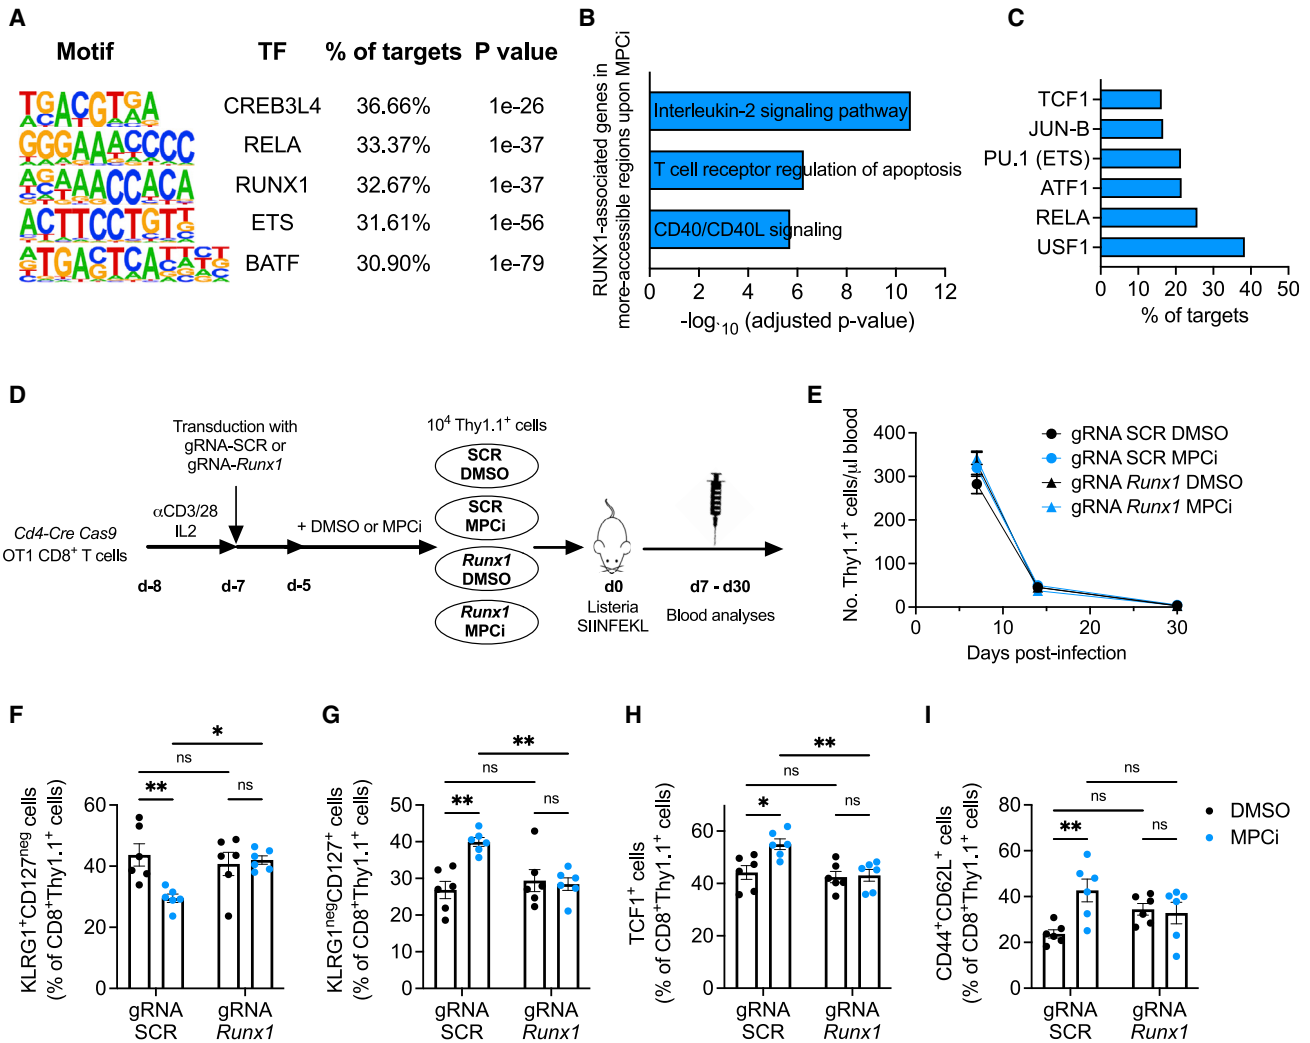 A
Motif TF % of targets P value
CREB3L4 36.66% 1e-26
RELA 33.37% 1e-37
RUNX1 32.67% 1e-37
ETS 31.61% 1e-56
BATF 30.90% 1e-79
B
RUNX1-associated genes in
more-accessible regions upon MPCi
Interleukin-2 signaling pathway
T cell receptor regulation of apoptosis
CD40/CD40L signaling
0 2 4 6 8 10 12
-log`10 (adjusted p-value)
C
TCF1
JUN-B
PU.1 (ETS)
ATF1
RELA
USF1
0 10 20 30 40 50
% of targets
D
Transduction with
gRNA-SCR or
gRNA-Runx1
αCD3/28
IL2
+ DMSO or MPCi
Cd4-Cre Cas9
OT1 CD8+ T cells
d-8 d-7 d-5
10⁴ Thy1.1+ cells
SCR
DMSO
SCR
MPCi
Runx1
DMSO
Runx1
MPCi
d0
Listeria
SIINFEKL
d7 - d30
Blood analyses
E
No. Thy1.1+ cells/µl blood
400
300
200
100
0
0 10 20 30
Days post-infection
gRNA SCR DMSO
gRNA SCR MPCi
gRNA Runx1 DMSO
gRNA Runx1 MPCi
F
KLRG1+CD127neg cells
(% of CD8+Thy1.1+ cells)
*
ns
** ns
60
40
20
0
gRNA
SCR
gRNA
Runx1
G
KLRG1negCD127+ cells
(% of CD8+Thy1.1+ cells)
**
ns
** ns
50
40
30
20
10
0
gRNA
SCR
gRNA
Runx1
H
TCF1+ cells
(% of CD8+Thy1.1+ cells)
**
ns
* ns
60
40
20
0
gRNA
SCR
gRNA
Runx1
I
CD44+CD62L+ cells
(% of CD8+Thy1.1+ cells)
ns
ns
** ns
80
60
40
20
0
gRNA
SCR
gRNA
Runx1
DMSO
MPCi